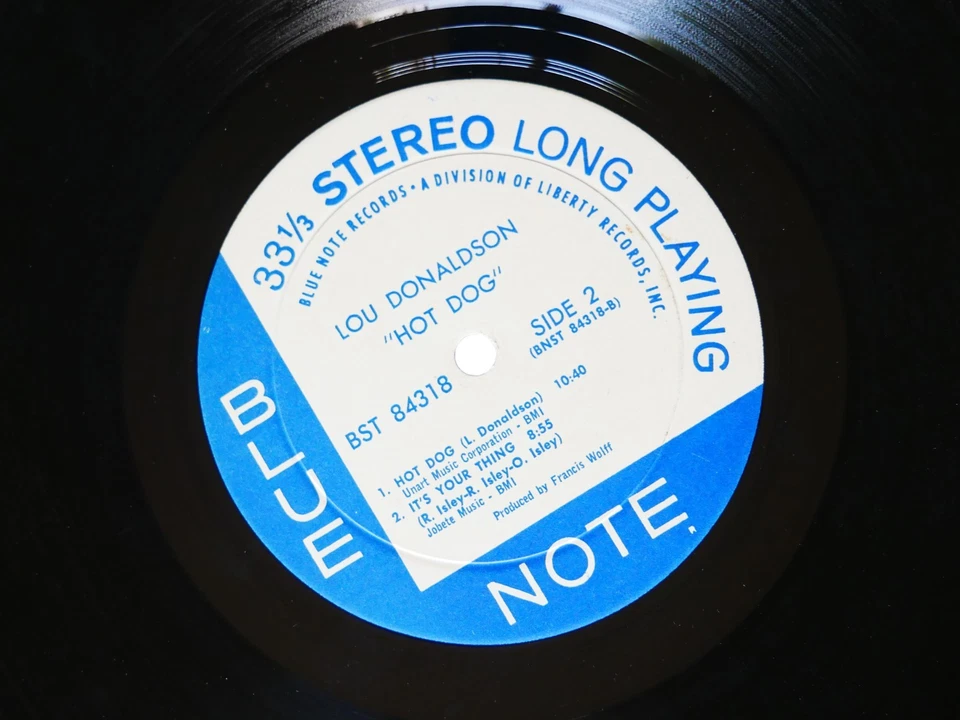 33 1/3 STEREO LONG PLAYING
BLUE NOTE RECORDS • A DIVISION OF LIBERTY RECORDS, INC.
LOU DONALDSON
"HOT DOG"
SIDE 2
(BNST 84318-B)
BST 84318
1. HOT DOG (L. Donaldson) 10:40
Unart Music Corporation - BMI
2. IT'S YOUR THING 8:55
(R. Isley-R. Isley-O. Isley)
Jobete Music - BMI
Produced by Francis Wolff
BLUE
NOTE
R